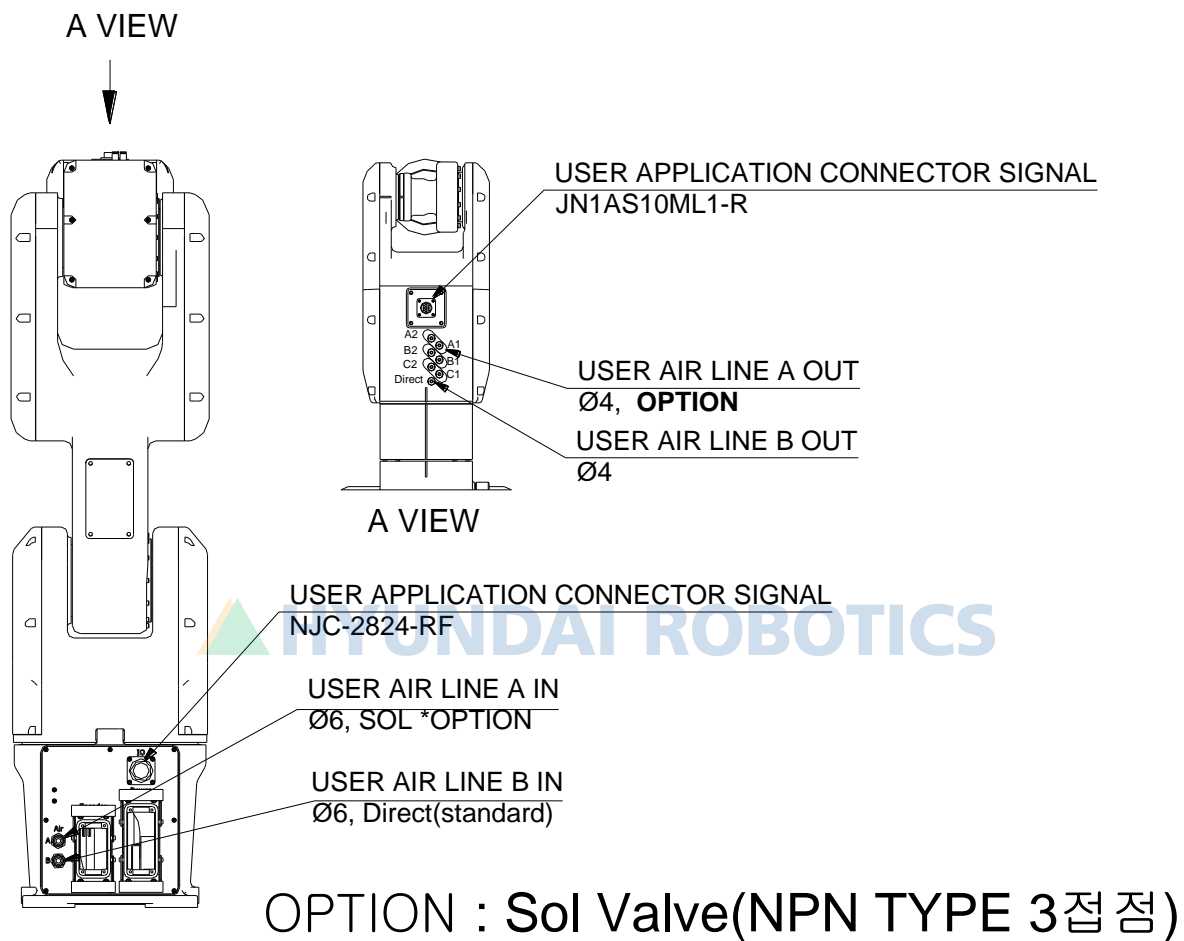 A VIEW
USER APPLICATION CONNECTOR SIGNAL
JN1AS10ML1-R
A2
A1
B2
B1
C2
C1
Direct
USER AIR LINE A OUT
Ø4, OPTION
USER AIR LINE B OUT
Ø4
A VIEW
USER APPLICATION CONNECTOR SIGNAL
NJC-2824-RF
HYUNDAI ROBOTICS
USER AIR LINE A IN
Ø6, SOL *OPTION
IO
USER AIR LINE B IN
Ø6, Direct(standard)
Air
A
B
OPTION : Sol Valve(NPN TYPE 3접점)